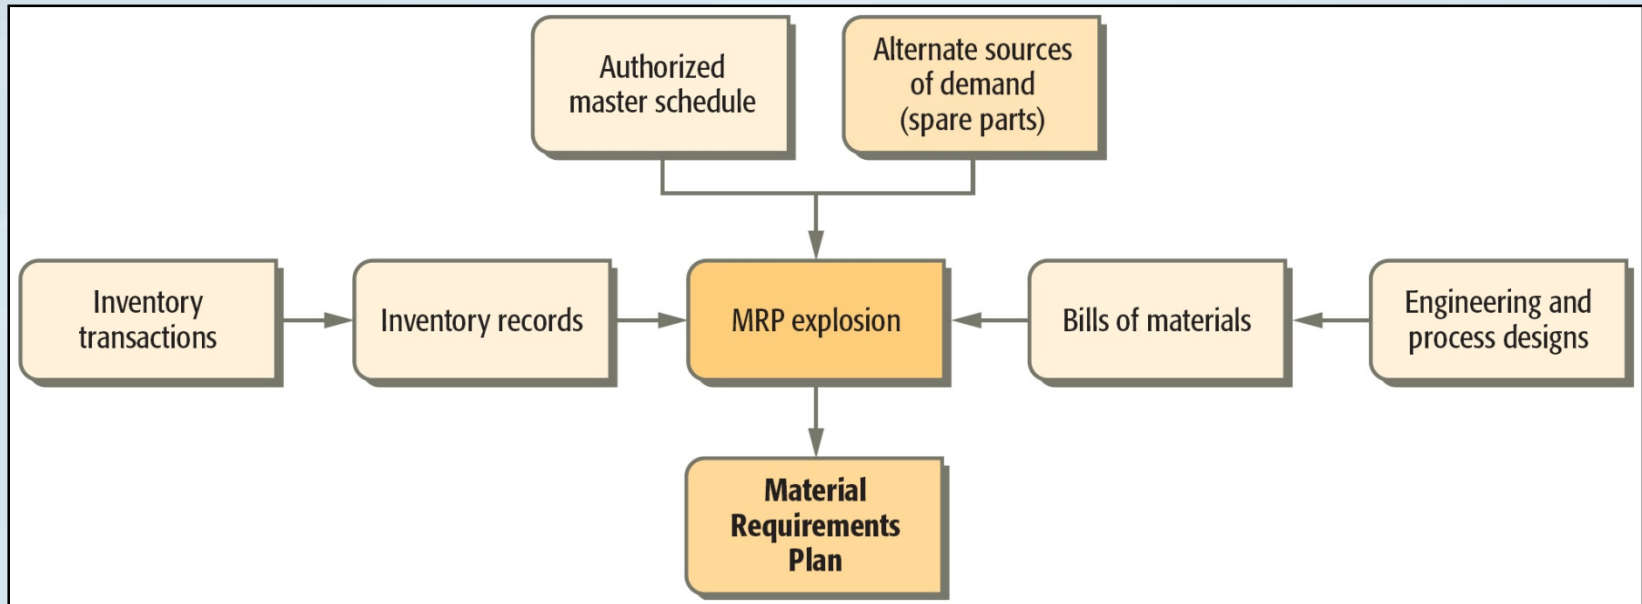 Authorized
master schedule
Alternate sources
of demand
(spare parts)
Inventory
transactions
Inventory records
MRP explosion
Bills of materials
Engineering and
process designs
Material
Requirements
Plan